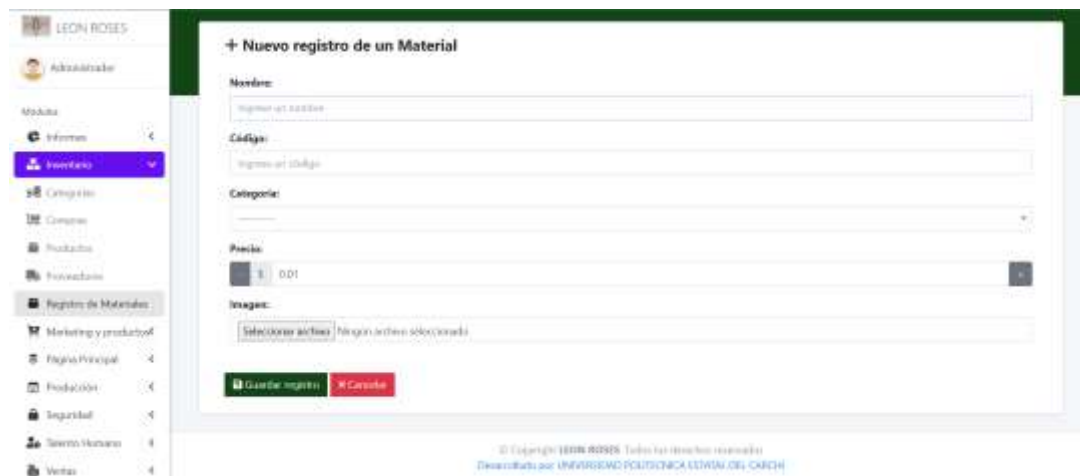 LEON ROSES
Administrador
Módulos
Informes
Inventario
Categorías
Compras
Productos
Proveedores
Registro de Materiales
Marketing y productos
Página Principal
Producción
Seguridad
Talento Humano
Ventas
+ Nuevo registro de un Material
Nombre:
Ingrese un nombre
Código:
Ingrese un código
Categoria:
----------
Precio:
- $ 0.01 +
Imagen:
Seleccionar archivo Ningún archivo seleccionado
Guardar registro Cancelar
© Copyright LEON ROSES. Todos los derechos reservados
Desarrollado por UNIVERSIDAD POLITECNICA ESTATAL DEL CARCHI